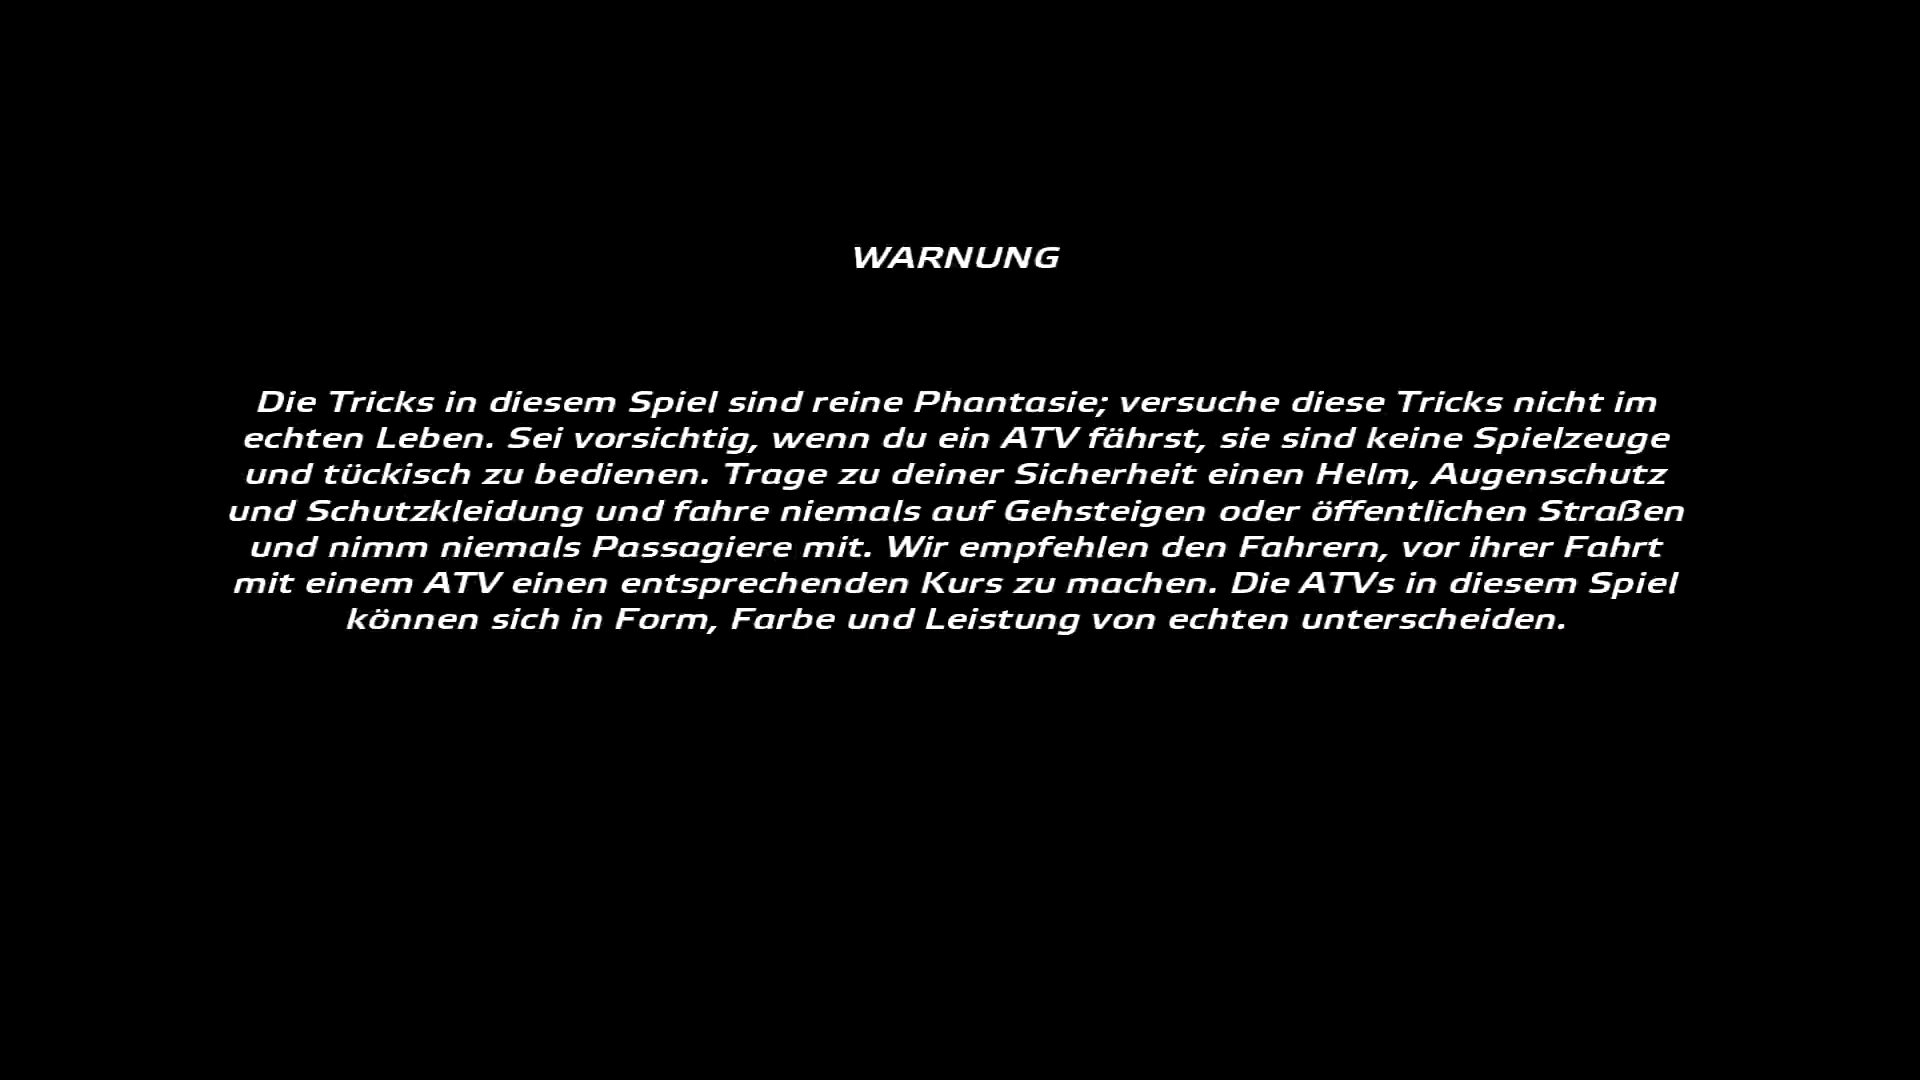 WARNUNG
Die Tricks in diesem Spiel sind reine Phantasie; versuche diese Tricks nicht im
echten Leben. Sei vorsichtig, wenn du ein ATV fährst, sie sind keine Spielzeuge
und tückisch zu bedienen. Trage zu deiner Sicherheit einen Helm, Augenschutz
und Schutzkleidung und fahre niemals auf Gehsteigen oder öffentlichen Straßen
und nimm niemals Passagiere mit. Wir empfehlen den Fahrern, vor ihrer Fahrt
mit einem ATV einen entsprechenden Kurs zu machen. Die ATVs in diesem Spiel
können sich in Form, Farbe und Leistung von echten unterscheiden.